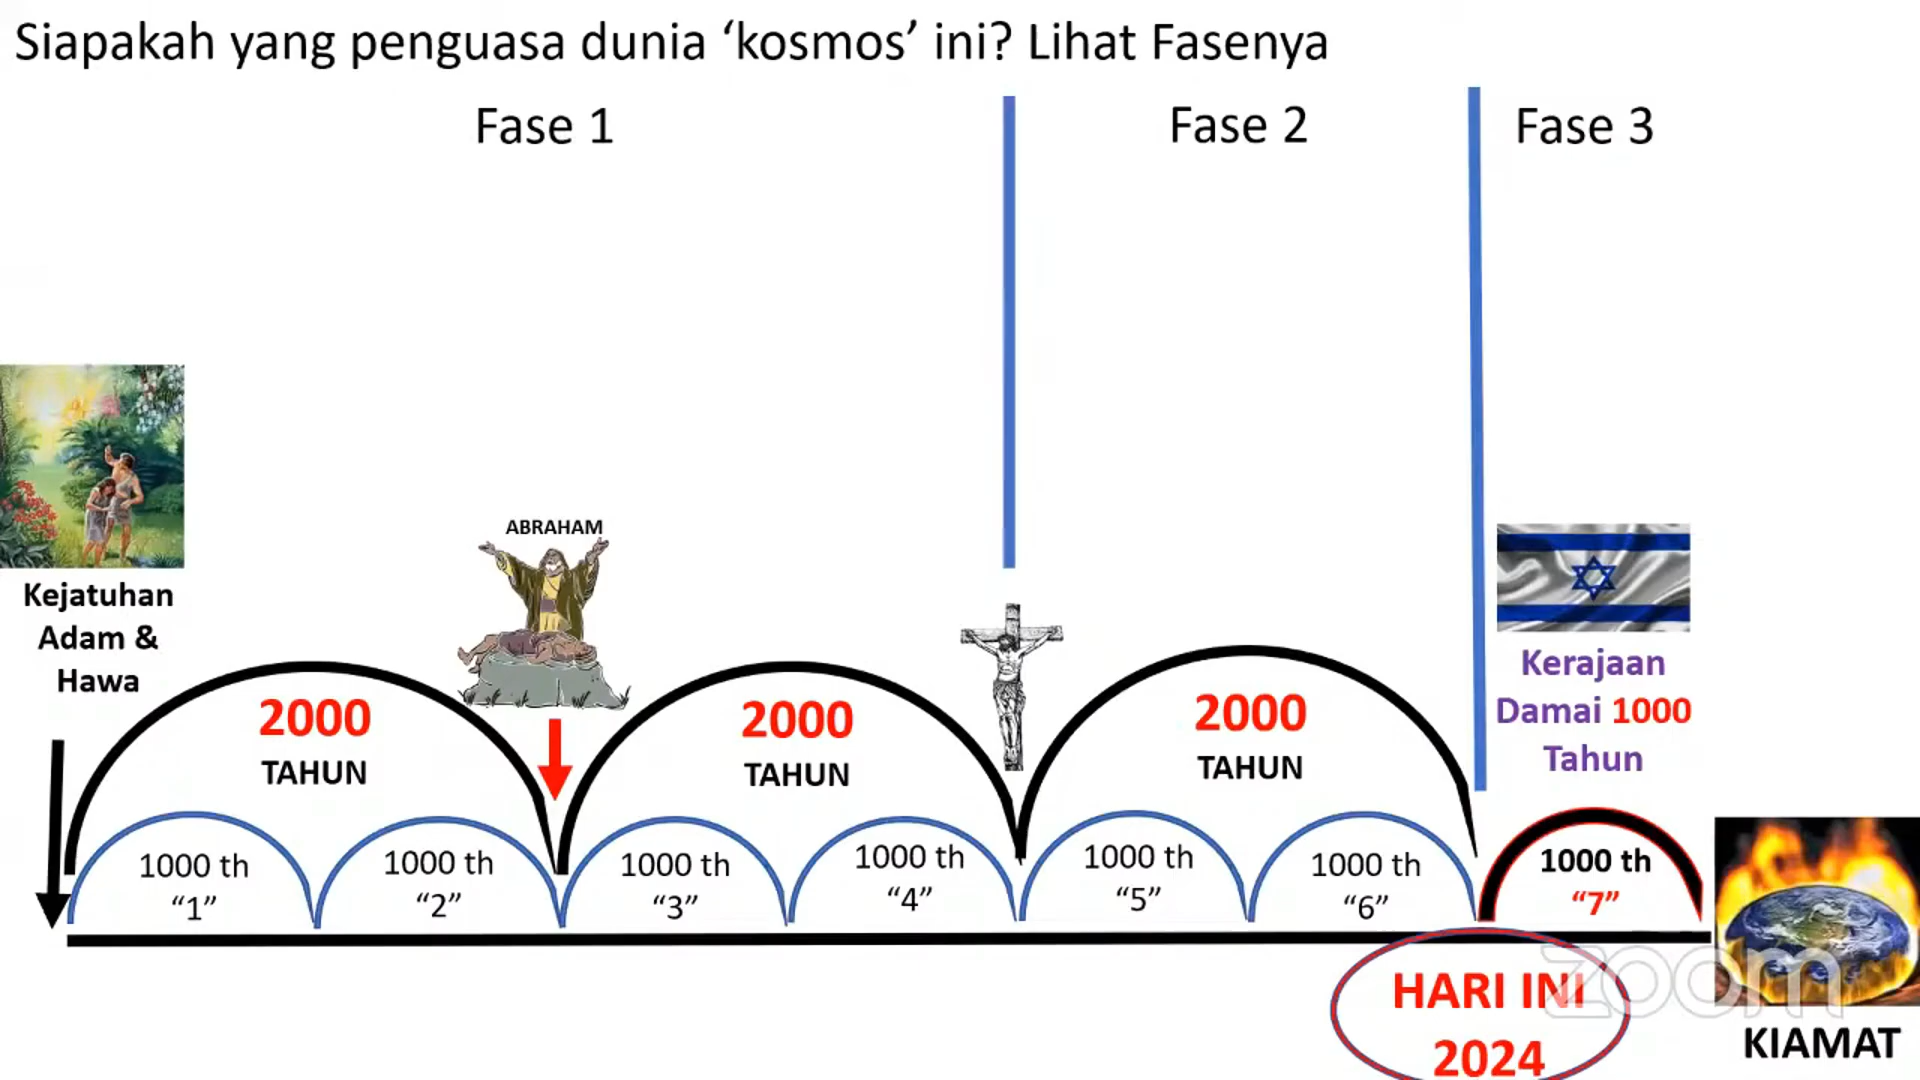 Siapakah yang penguasa dunia ‘kosmos’ ini? Lihat Fasenya
Fase 1
Fase 2
Fase 3
Kejatuhan
Adam &
Hawa
ABRAHAM
2000
TAHUN
2000
TAHUN
2000
TAHUN
Kerajaan
Damai 1000
Tahun
1000 th
“1”
1000 th
“2”
1000 th
“3”
1000 th
“4”
1000 th
“5”
1000 th
“6”
1000 th
“7”
HARI INI
2024
zoom
KIAMAT